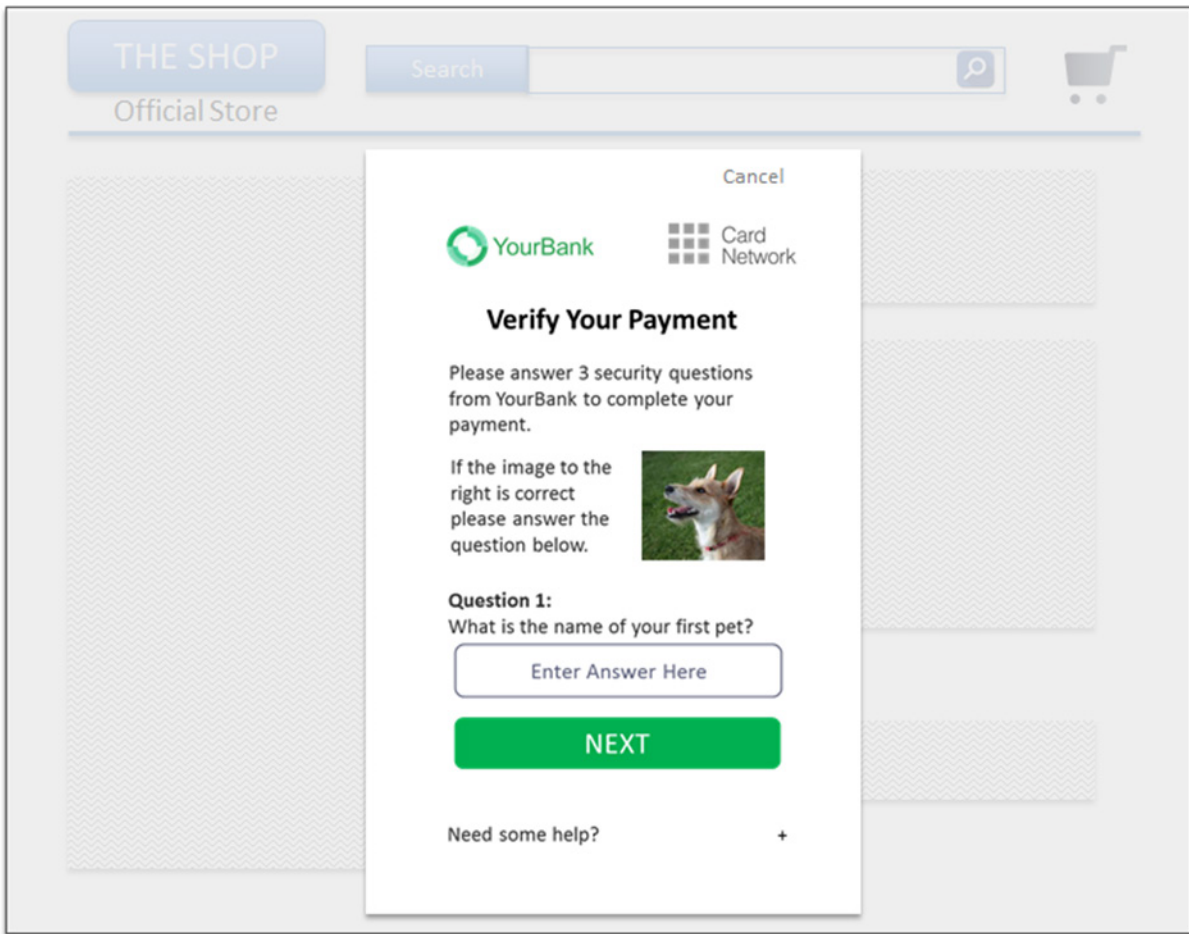 THE SHOP
Search
Official Store
Cancel
YourBank
Card
Network
Verify Your Payment
Please answer 3 security questions
from YourBank to complete your
payment.
If the image to the
right is correct
please answer the
question below.
Question 1:
What is the name of your first pet?
Enter Answer Here
NEXT
Need some help? +